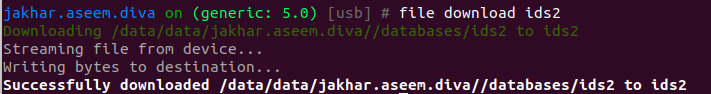 jakhar.aseem.diva on (generic: 5.0) [usb] # file download ids2
Downloading /data/data/jakhar.aseem.diva//databases/ids2 to ids2
Streaming file from device...
Writing bytes to destination...
Successfully downloaded /data/data/jakhar.aseem.diva//databases/ids2 to ids2